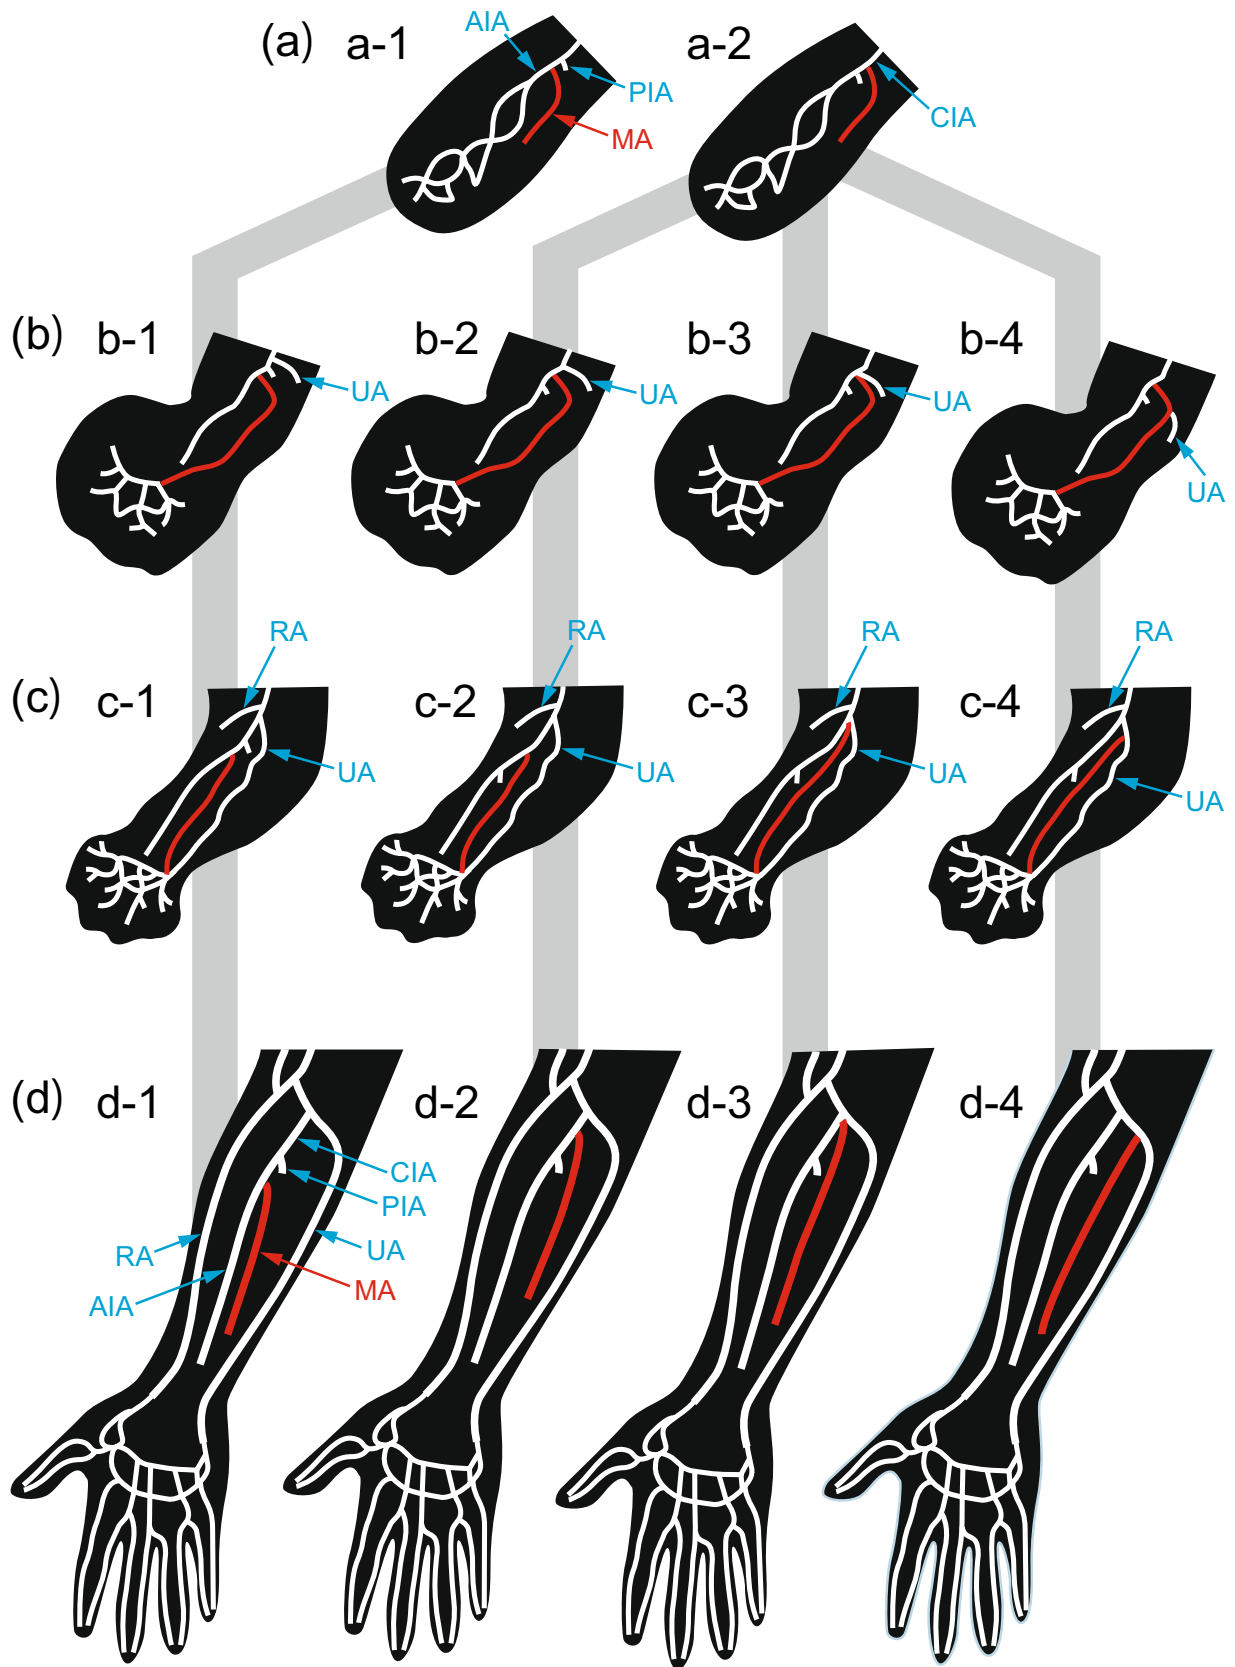 (a) a-1 AIA a-2
PIA
CIA
MA
(b) b-1 b-2 b-3 b-4
UA UA UA
UA
RA RA RA RA
(c) c-1 c-2 c-3 c-4
UA UA UA
UA
(d) d-1 d-2 d-3 d-4
CIA
PIA
RA UA
MA
AIA